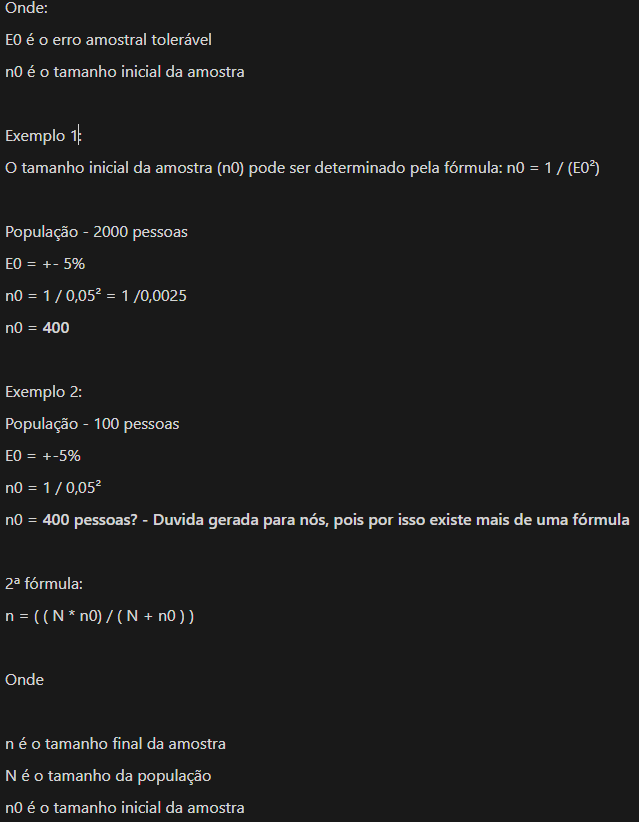 Onde:
E0 é o erro amostral tolerável
n0 é o tamanho inicial da amostra
Exemplo 1:
O tamanho inicial da amostra (n0) pode ser determinado pela fórmula: n0 = 1 / (E0²)
População - 2000 pessoas
E0 = +- 5%
n0 = 1 / 0,05² = 1 /0,0025
n0 = 400
Exemplo 2:
População - 100 pessoas
E0 = +-5%
n0 = 1 / 0,05²
n0 = 400 pessoas? - Duvida gerada para nós, pois por isso existe mais de uma fórmula
2ª fórmula:
n = ( ( N * n0) / ( N + n0 ) )
Onde
n é o tamanho final da amostra
N é o tamanho da população
n0 é o tamanho inicial da amostra